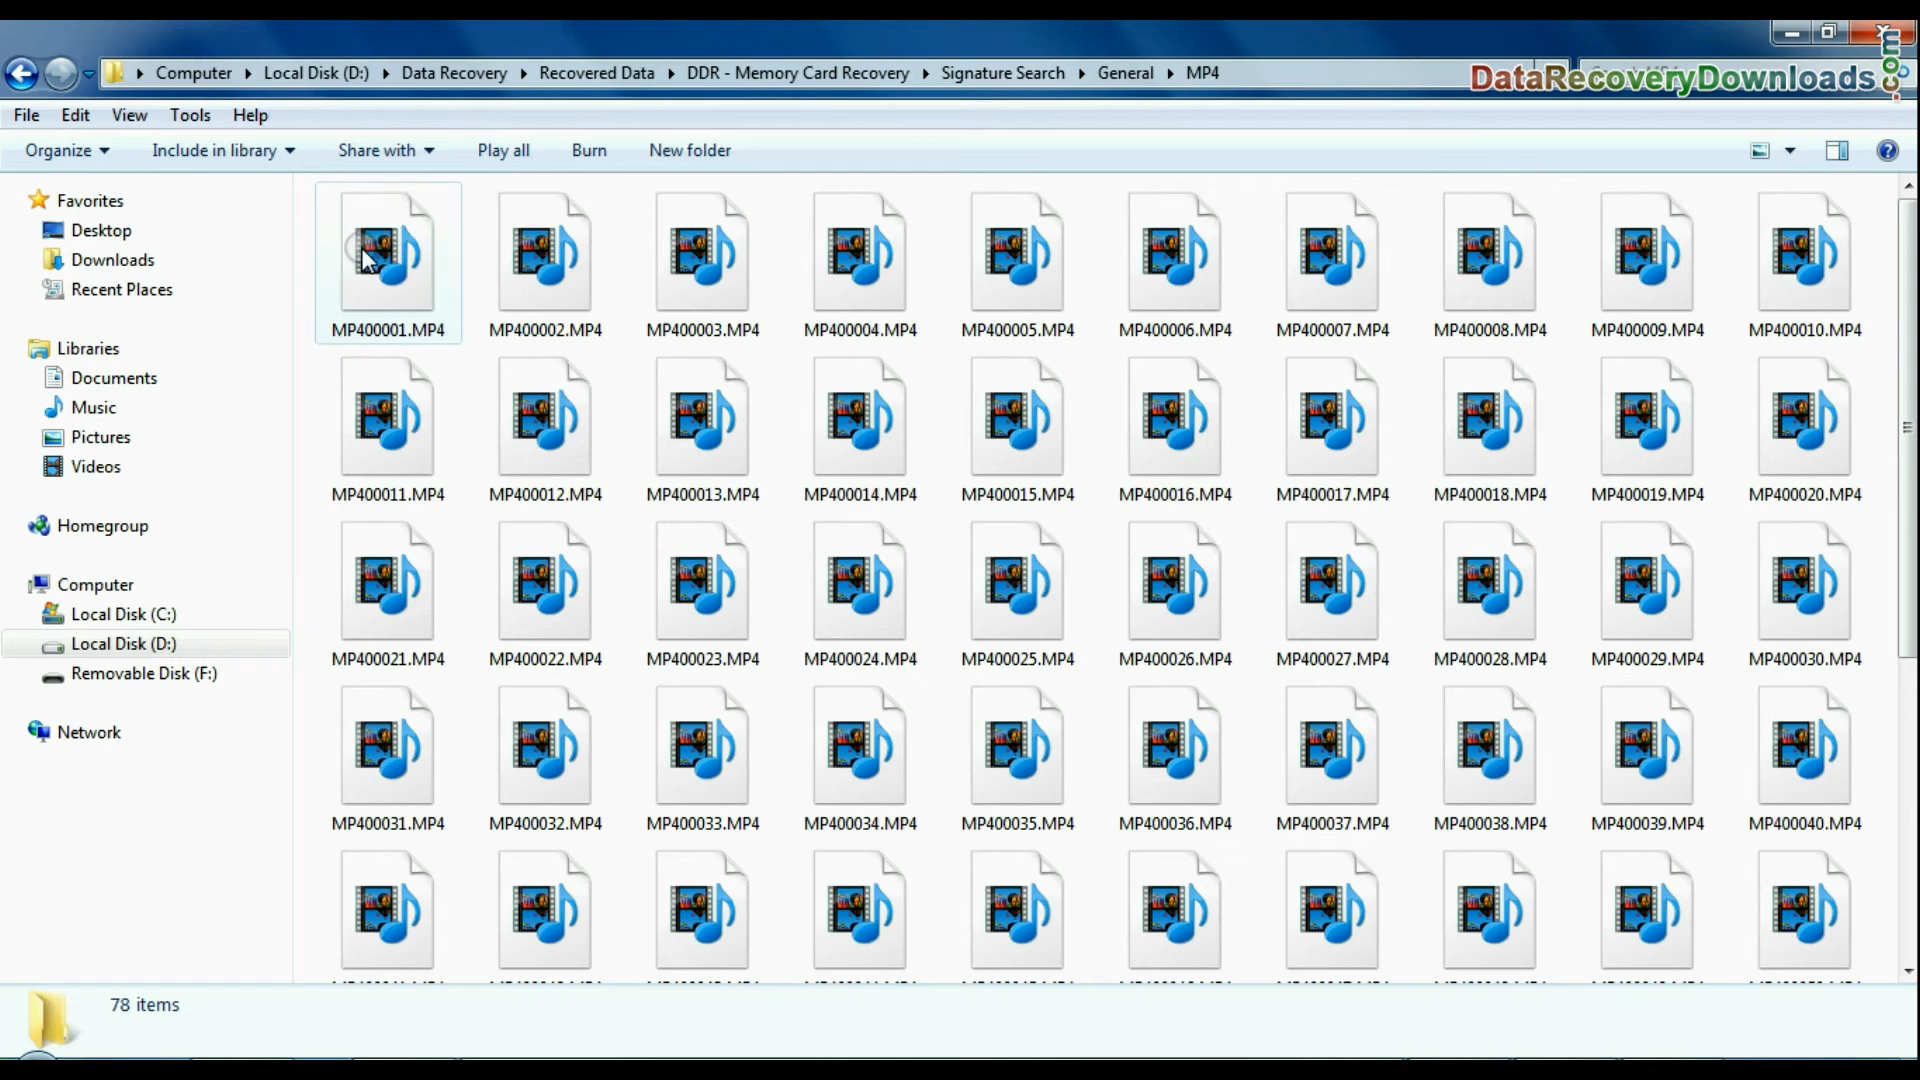 Computer Local Disk (D:) Data Recovery Recovered Data DDR - Memory Card Recovery Signature Search General MP4
DataRecoveryDownloads.com
File Edit View Tools Help
Organize Include in library Share with Play all Burn New folder
Favorites
Desktop
Downloads
Recent Places
Libraries
Documents
Music
Pictures
Videos
Homegroup
Computer
Local Disk (C:)
Local Disk (D:)
Removable Disk (F:)
Network
MP400001.MP4 MP400002.MP4 MP400003.MP4 MP400004.MP4 MP400005.MP4 MP400006.MP4 MP400007.MP4 MP400008.MP4 MP400009.MP4 MP400010.MP4
MP400011.MP4 MP400012.MP4 MP400013.MP4 MP400014.MP4 MP400015.MP4 MP400016.MP4 MP400017.MP4 MP400018.MP4 MP400019.MP4 MP400020.MP4
MP400021.MP4 MP400022.MP4 MP400023.MP4 MP400024.MP4 MP400025.MP4 MP400026.MP4 MP400027.MP4 MP400028.MP4 MP400029.MP4 MP400030.MP4
MP400031.MP4 MP400032.MP4 MP400033.MP4 MP400034.MP4 MP400035.MP4 MP400036.MP4 MP400037.MP4 MP400038.MP4 MP400039.MP4 MP400040.MP4
78 items